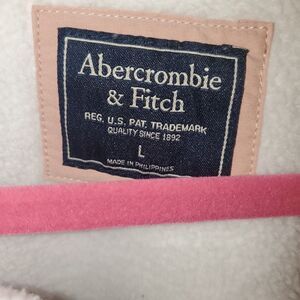 Abercrombie
& Fitch
REG. U.S. PAT. TRADEMARK
QUALITY SINCE 1892
L
MADE IN PHILIPPINES